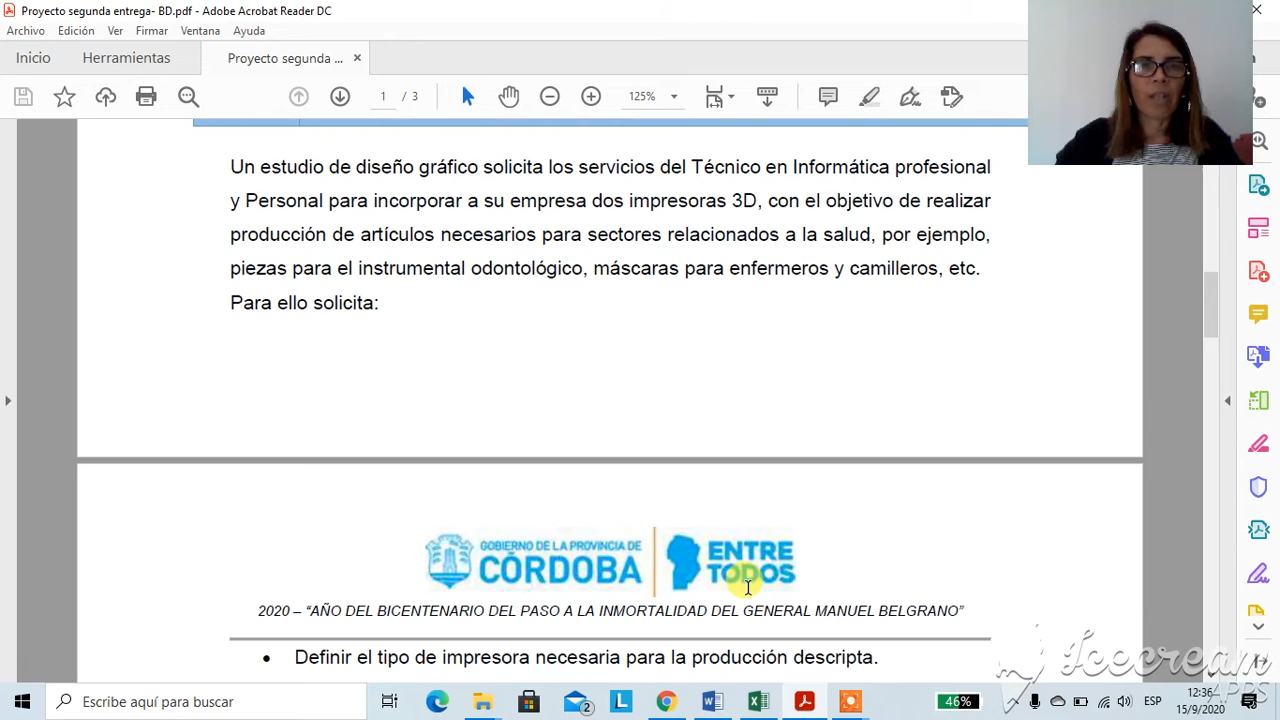 Proyecto segunda entrega- BD.pdf - Adobe Acrobat Reader DC
Archivo Edición Ver Firmar Ventana Ayuda
Inicio Herramientas Proyecto segunda ...
1 / 3 125%
Un estudio de diseño gráfico solicita los servicios del Técnico en Informática profesional
y Personal para incorporar a su empresa dos impresoras 3D, con el objetivo de realizar
producción de artículos necesarios para sectores relacionados a la salud, por ejemplo,
piezas para el instrumental odontológico, máscaras para enfermeros y camilleros, etc.
Para ello solicita:
GOBIERNO DE LA PROVINCIA DE
CÓRDOBA
ENTRE
TODOS
2020 – “AÑO DEL BICENTENARIO DEL PASO A LA INMORTALIDAD DEL GENERAL MANUEL BELGRANO”
• Definir el tipo de impresora necesaria para la producción descripta.
Icecream
APPS
Escribe aquí para buscar
2
46%
ESP
12:36
15/9/2020